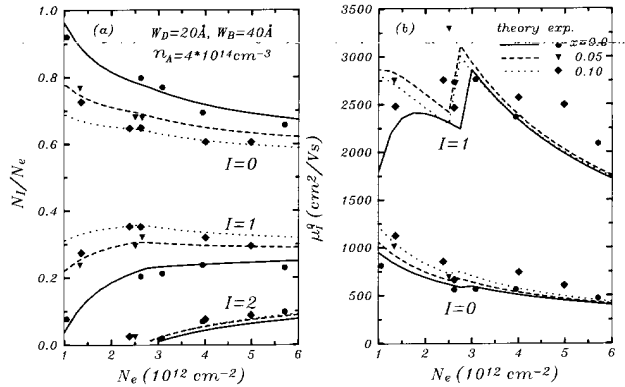 (a) W_D=20Å, W_B=40Å
n_A=4*10^14 cm^-3
1.0
0.8
0.6
0.4
0.2
0.0
N_I/N_e
I=0
I=1
I=2
1 2 3 4 5 6
N_e (10^12 cm^-2)
(b) theory exp.
x=0.0
0.05
0.10
3500
3000
2500
2000
1500
1000
500
0
μ_I^q (cm^2/Vs)
I=1
I=0
1 2 3 4 5 6
N_e (10^12 cm^-2)